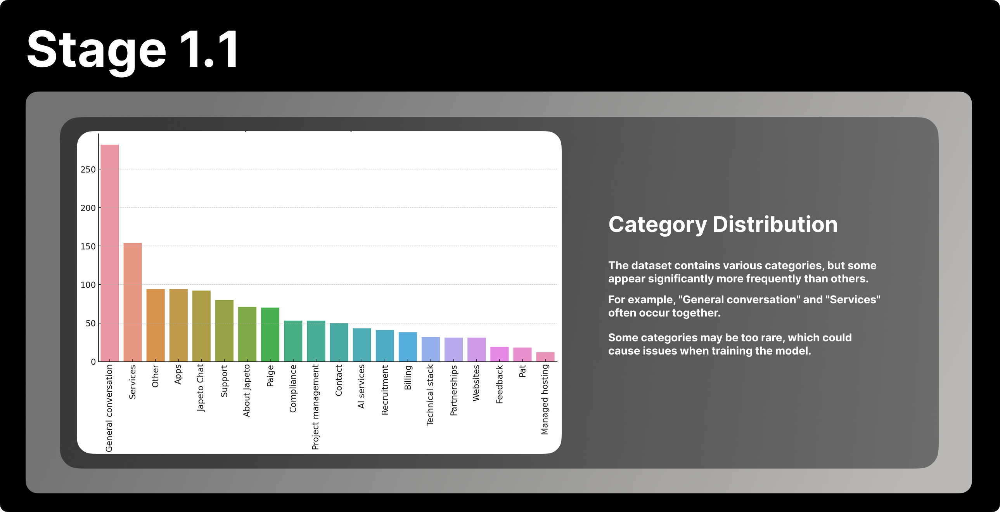 Stage 1.1
250
200
150
100
50
0
General conversation
Services
Other
Apps
Japeto Chat
Support
About Japeto
Paige
Compliance
Project management
Contact
AI services
Recruitment
Billing
Technical stack
Partnerships
Websites
Feedback
Pat
Managed hosting
Category Distribution
The dataset contains various categories, but some
appear significantly more frequently than others.
For example, "General conversation" and "Services"
often occur together.
Some categories may be too rare, which could
cause issues when training the model.